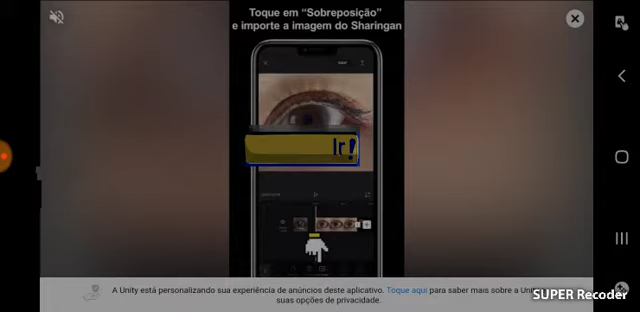 Toque em “Sobreposição”
e importe a imagem do Sharingan
Ir!
A Unity está personalizando sua experiência de anúncios deste aplicativo. Toque aqui para saber mais sobre a Unity
suas opções de privacidade.
SUPER Recoder